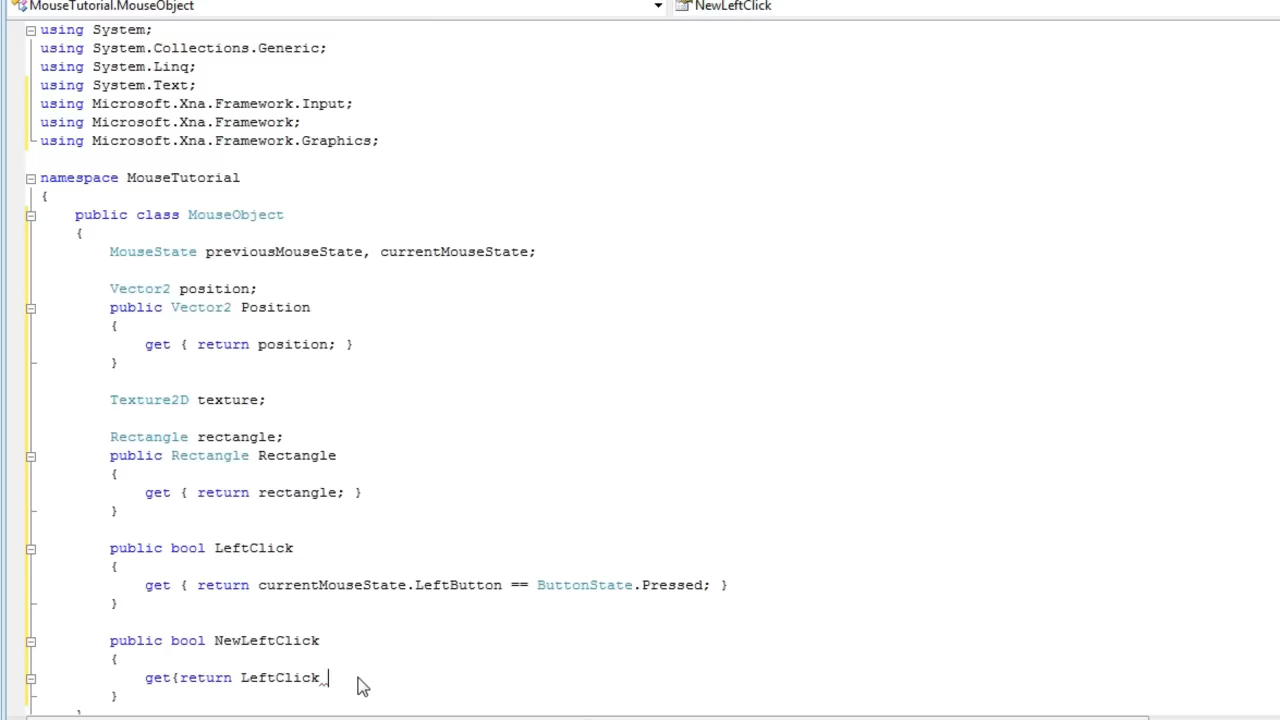 MouseTutorial.MouseObject
NewLeftClick
using System;
using System.Collections.Generic;
using System.Linq;
using System.Text;
using Microsoft.Xna.Framework.Input;
using Microsoft.Xna.Framework;
using Microsoft.Xna.Framework.Graphics;
namespace MouseTutorial
{
public class MouseObject
{
MouseState previousMouseState, currentMouseState;
Vector2 position;
public Vector2 Position
{
get { return position; }
}
Texture2D texture;
Rectangle rectangle;
public Rectangle Rectangle
{
get { return rectangle; }
}
public bool LeftClick
{
get { return currentMouseState.LeftButton == ButtonState.Pressed; }
}
public bool NewLeftClick
{
get{return LeftClick
}